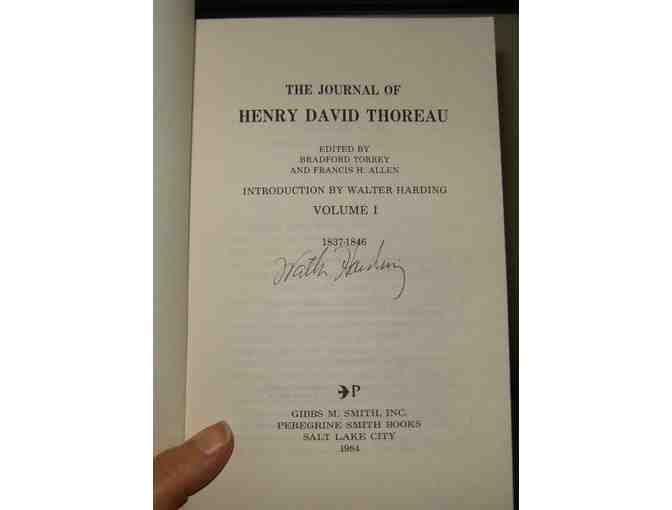 THE JOURNAL OF
HENRY DAVID THOREAU
EDITED BY
BRADFORD TORREY
AND FRANCIS H. ALLEN
INTRODUCTION BY WALTER HARDING
VOLUME I
1837-1846
Walter Harding
P
GIBBS M. SMITH, INC.
PEREGRINE SMITH BOOKS
SALT LAKE CITY
1984